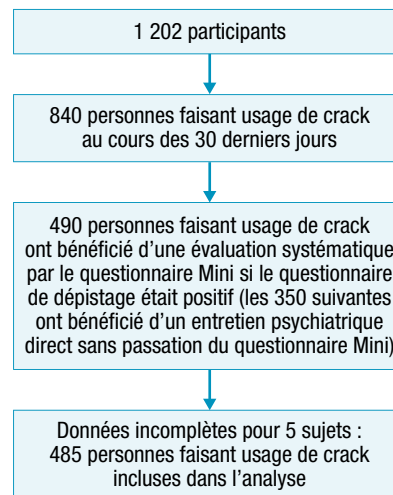 1 202 participants
840 personnes faisant usage de crack
au cours des 30 derniers jours
490 personnes faisant usage de crack
ont bénéficié d’une évaluation systématique
par le questionnaire Mini si le questionnaire
de dépistage était positif (les 350 suivantes
ont bénéficié d’un entretien psychiatrique
direct sans passation du questionnaire Mini)
Données incomplètes pour 5 sujets :
485 personnes faisant usage de crack
incluses dans l’analyse